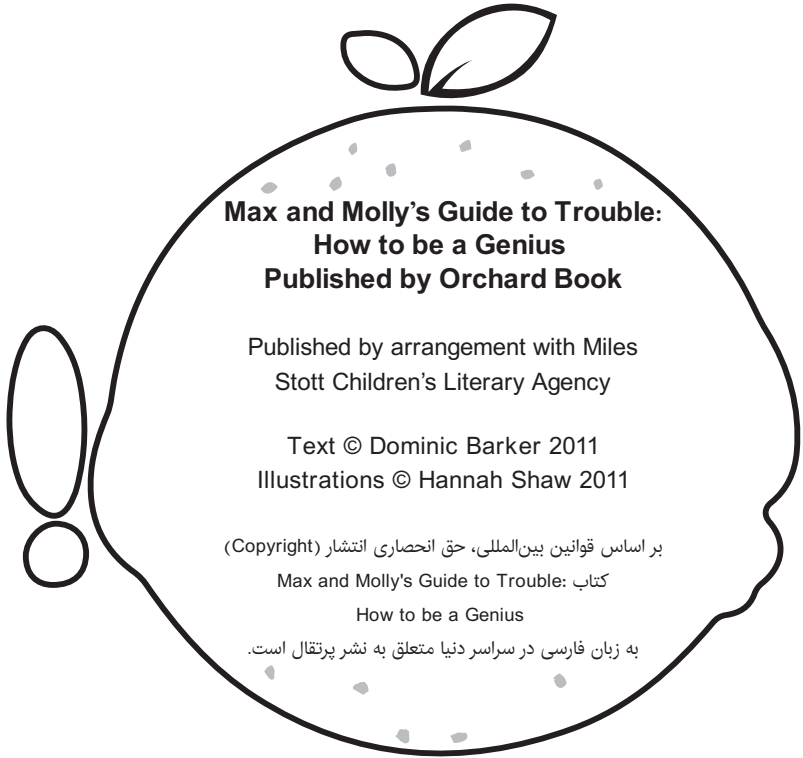 Max and Molly’s Guide to Trouble:
How to be a Genius
Published by Orchard Book
Published by arrangement with Miles
Stott Children’s Literary Agency
Text © Dominic Barker 2011
Illustrations © Hannah Shaw 2011
بر اساس قوانین بین‌المللی، حق انحصاری انتشار (Copyright)
کتاب Max and Molly's Guide to Trouble:
How to be a Genius
به زبان فارسی در سراسر دنیا متعلق به نشر پرتقال است.